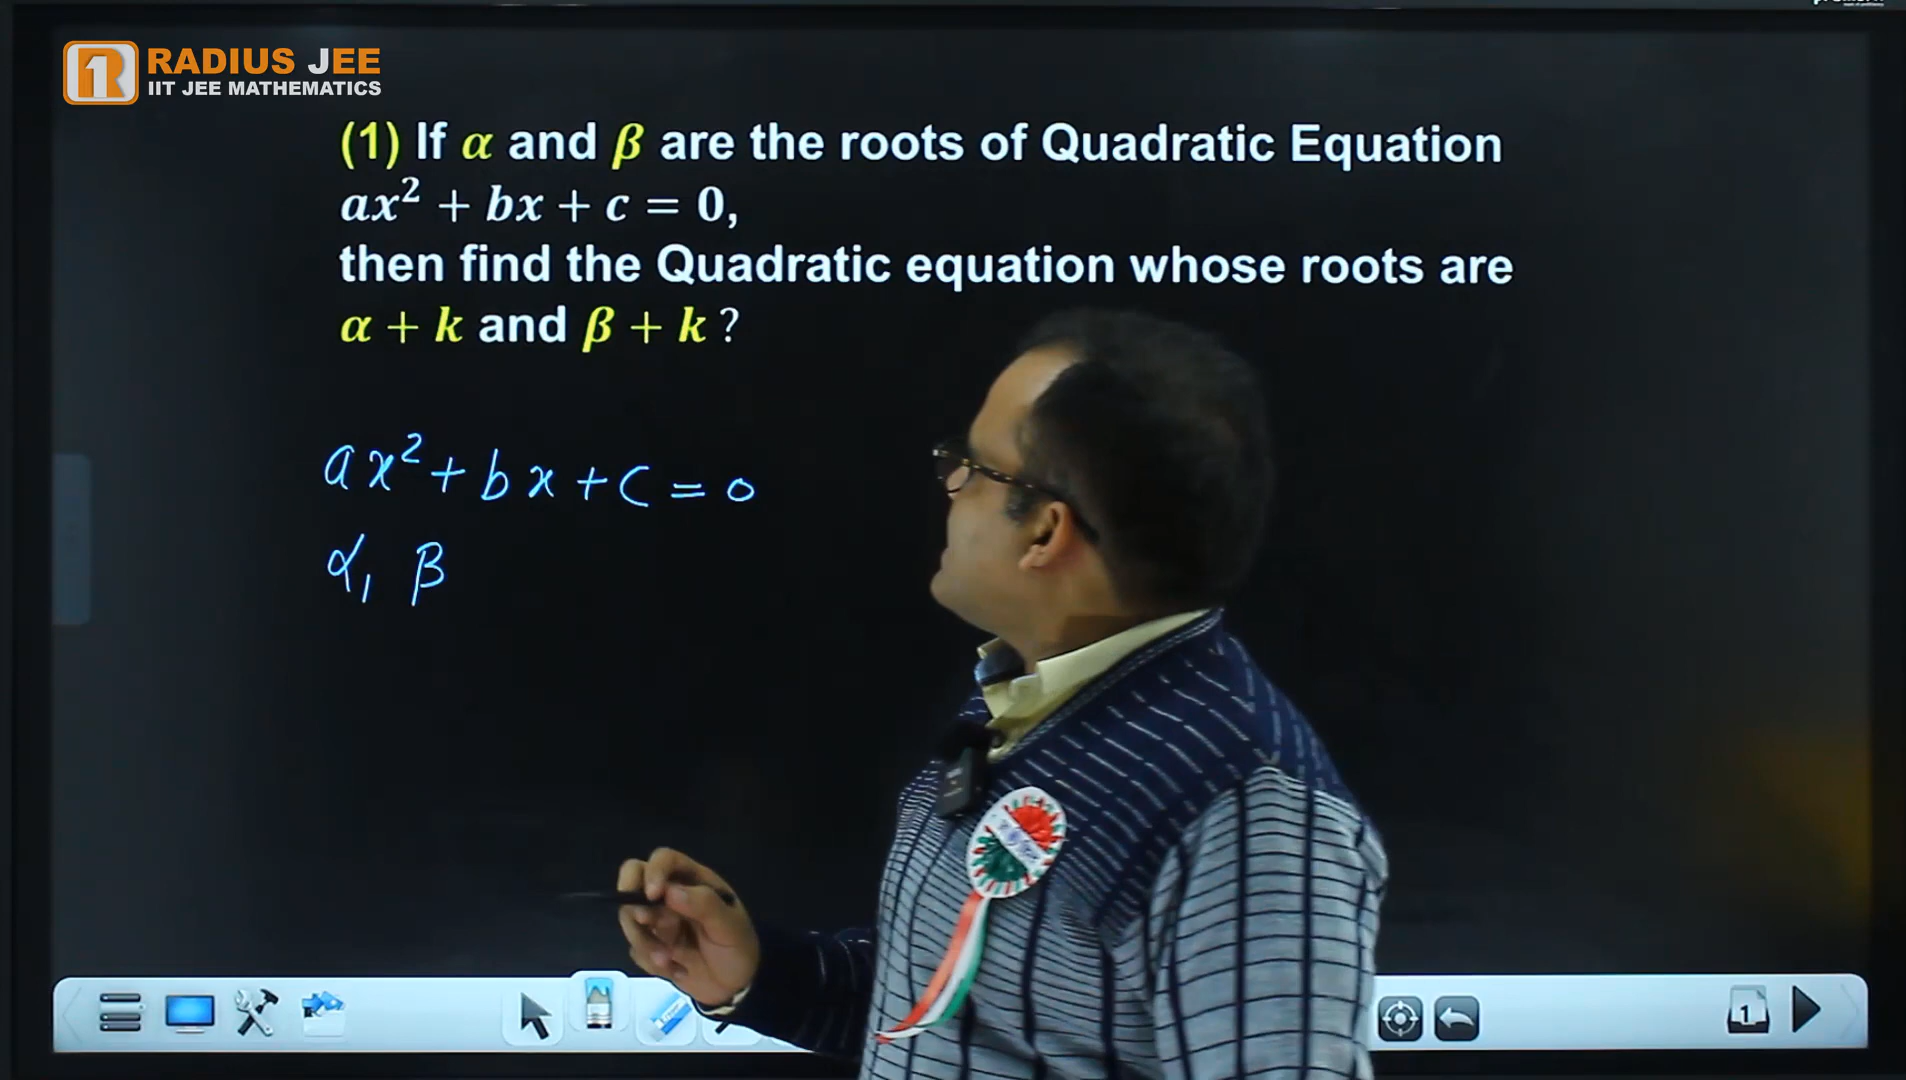 RADIUS JEE
IIT JEE MATHEMATICS
(1) If α and β are the roots of Quadratic Equation
ax² + bx + c = 0,
then find the Quadratic equation whose roots are
α + k and β + k ?
ax² + bx + c = 0
α, β
1